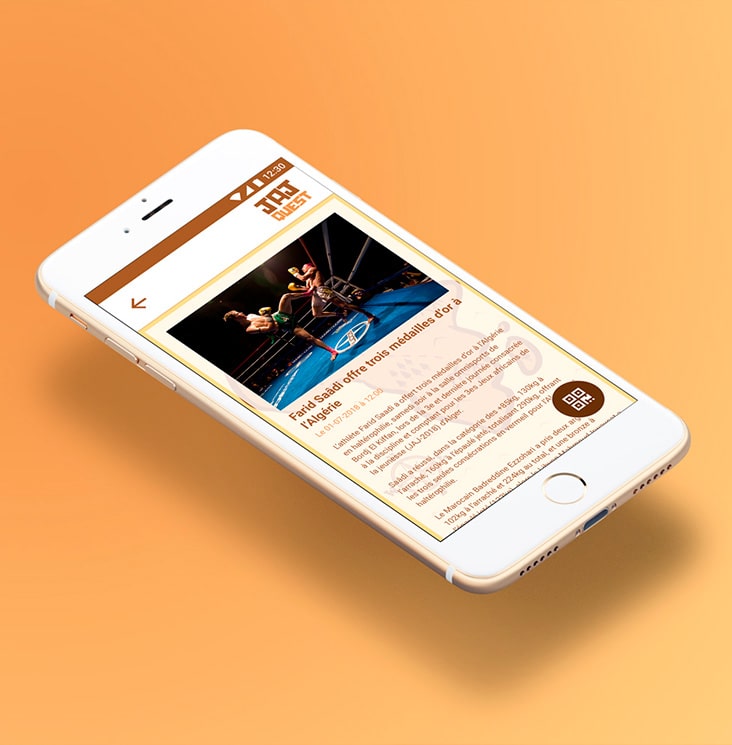 12:30
JAJ
QUEST
Farid Saâdi offre trois médailles d'or à
l'Algérie
Le 01-07-2018 à 12:00
L'athlète Farid Saadi a offert trois médailles d'or à l'Algérie
en haltérophilie, samedi soir à la salle omnisports de
Bordj El Kiffan, lors de la 3e et dernière journée consacrée
à la discipline et comptant pour les 3es Jeux africains de
la jeunesse (JAJ-2018) d'Alger.
Saâdi a réussi, dans la catégorie des +85kg, 130kg à
l'arraché, 160kg à l'épaulé jeté, totalisant 290kg, offrant
les trois seules consécrations en vermeil pour l'Al
haltérophilie.
Le Marocain Badreddine Ezzohari a pris deux arg
102kg à l'arraché et 224kg au total, et une bronze à